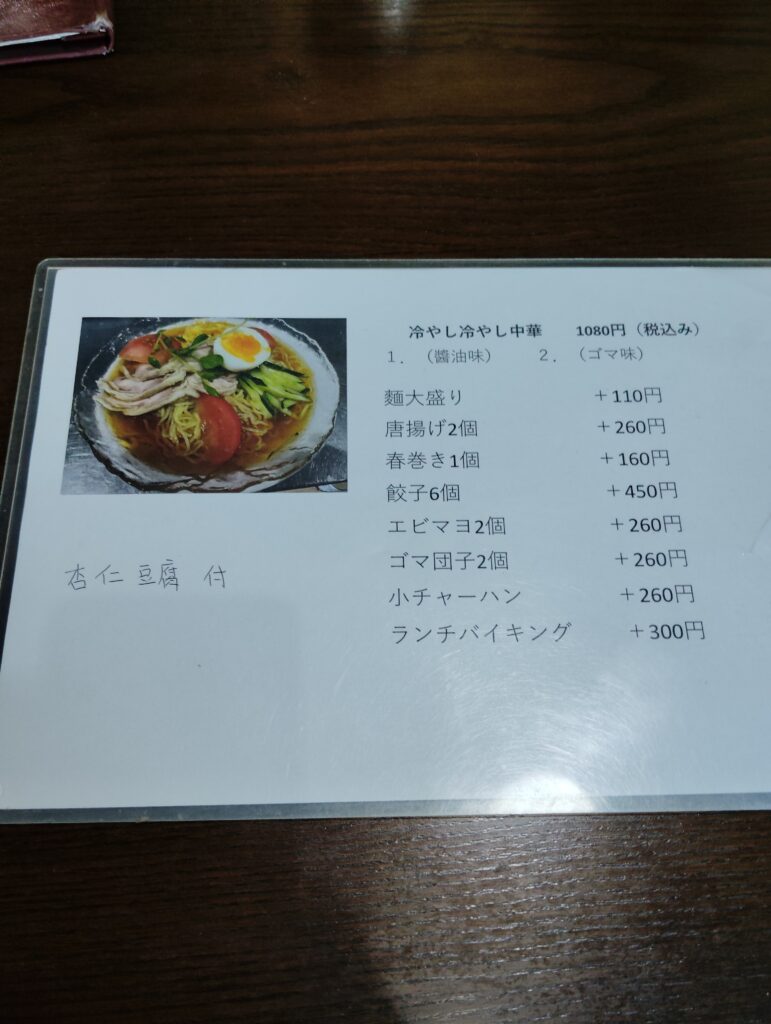 冷やし冷やし中華 1080円（税込み）
1．（醤油味） 2．（ゴマ味）
麵大盛り ＋110円
唐揚げ2個 ＋260円
春巻き1個 ＋160円
餃子6個 ＋450円
エビマヨ2個 ＋260円
ゴマ団子2個 ＋260円
小チャーハン ＋260円
ランチバイキング ＋300円
杏仁豆腐 付